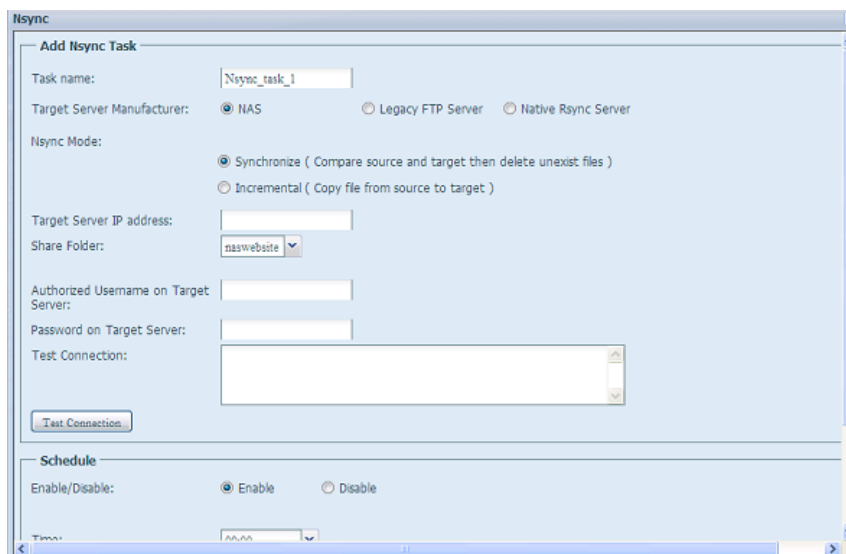 Nsync
Add Nsync Task
Task name: Nsync_task_1
Target Server Manufacturer: NAS Legacy FTP Server Native Rsync Server
Nsync Mode:
Synchronize ( Compare source and target then delete unexist files )
Incremental ( Copy file from source to target )
Target Server IP address:
Share Folder: naswebsite
Authorized Username on Target
Server:
Password on Target Server:
Test Connection:
Test Connection
Schedule
Enable/Disable: Enable Disable
Time: 00:00